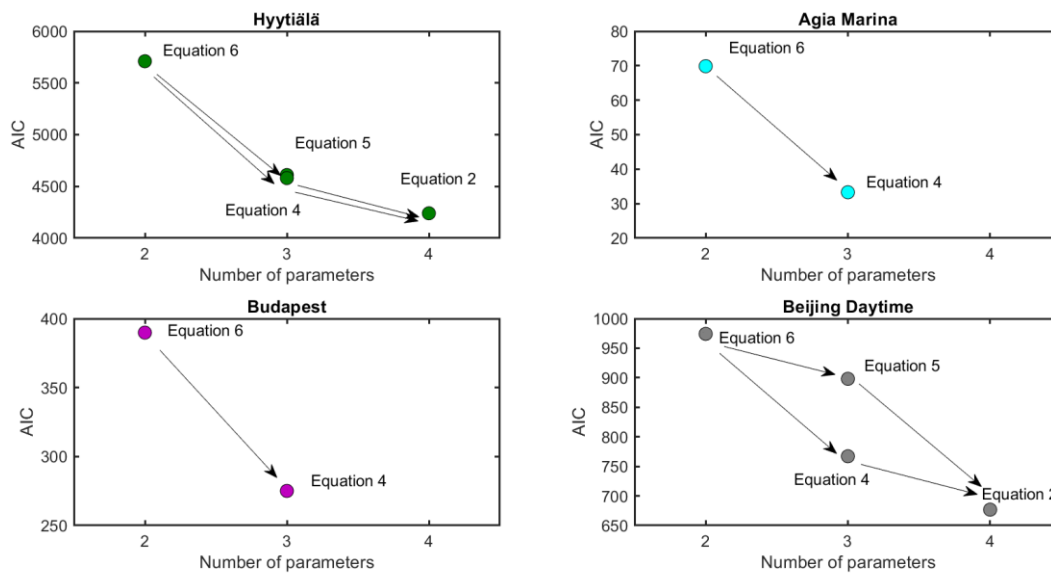 Hyytiälä
6000
5500
5000
4500
4000
AIC
Equation 6
Equation 5
Equation 2
Equation 4
2
3
4
Number of parameters
Agia Marina
80
70
60
50
40
30
20
AIC
Equation 6
Equation 4
2
3
4
Number of parameters
Budapest
400
350
300
250
AIC
Equation 6
Equation 4
2
3
4
Number of parameters
Beijing Daytime
1000
950
900
850
800
750
700
650
AIC
Equation 6
Equation 5
Equation 4
Equation 2
2
3
4
Number of parameters